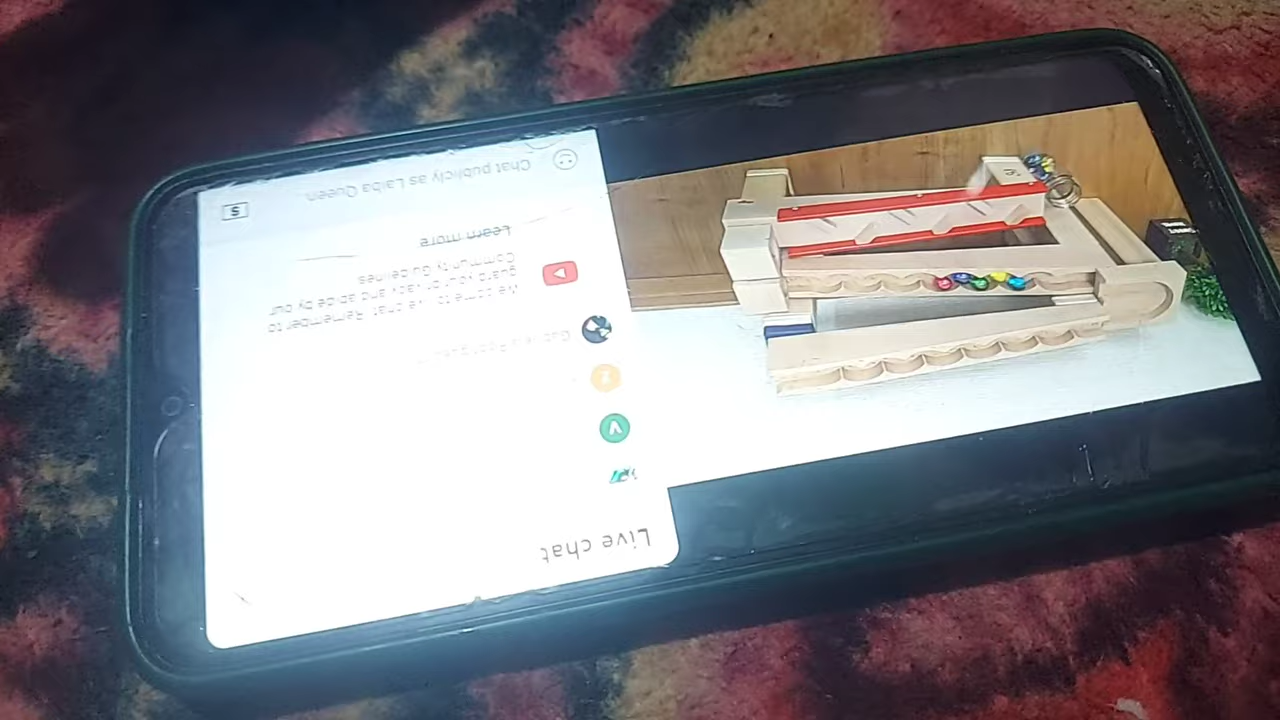 Live chat
Welcome to live chat. Remember to
guard your privacy and abide by our
Community Guidelines
Learn more
Chat publicly as Laiba Queen